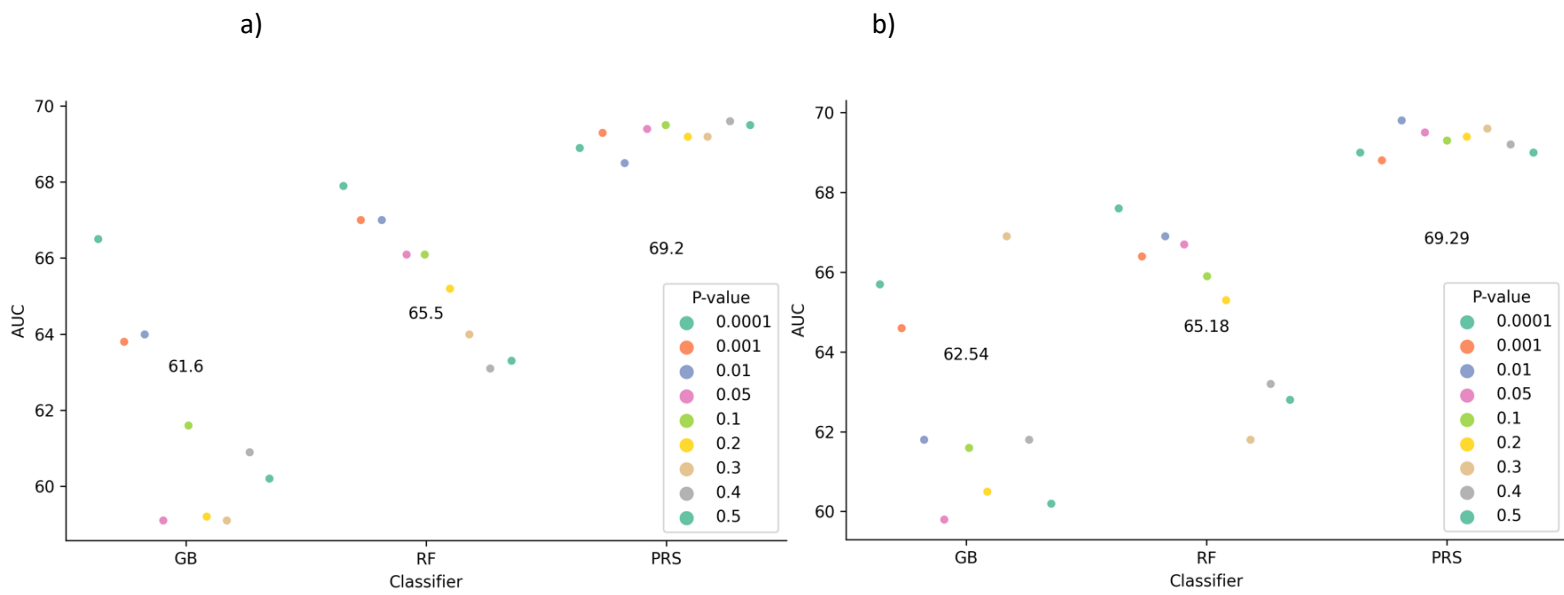 a)
70
68
66
64
62
60
AUC
61.6
65.5
69.2
P-value
0.0001
0.001
0.01
0.05
0.1
0.2
0.3
0.4
0.5
GB
RF
PRS
Classifier
b)
70
68
66
64
62
60
AUC
62.54
65.18
69.29
P-value
0.0001
0.001
0.01
0.05
0.1
0.2
0.3
0.4
0.5
GB
RF
PRS
Classifier